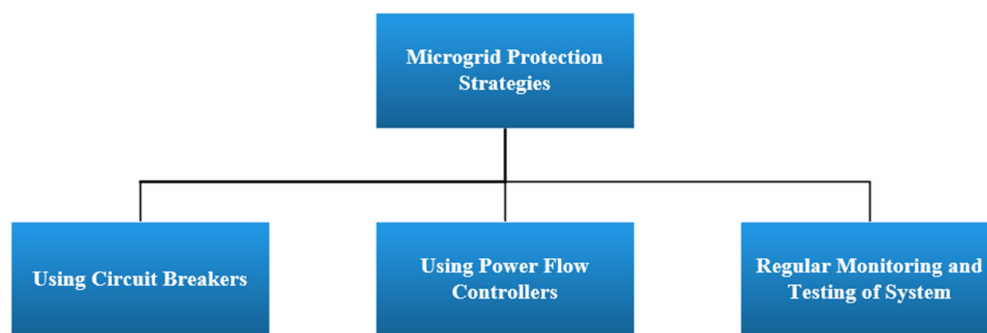 Microgrid Protection
Strategies
Using Circuit Breakers
Using Power Flow
Controllers
Regular Monitoring and
Testing of System